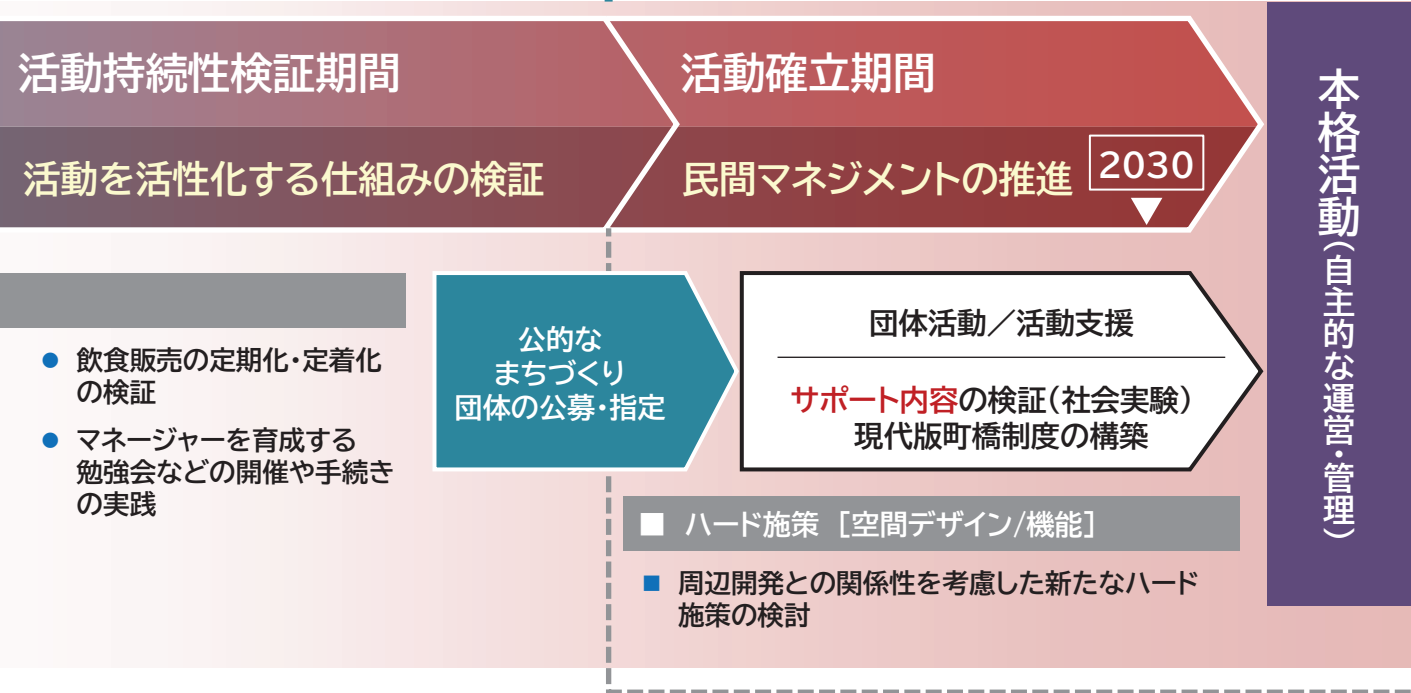 活動持続性検証期間
活動を活性化する仕組みの検証
活動確立期間
民間マネジメントの推進
2030
飲食販売の定期化・定着化
の検証
マネージャーを育成する
勉強会などの開催や手続き
の実践
公的な
まちづくり
団体の公募・指定
団体活動／活動支援
サポート内容の検証（社会実験）
現代版町橋制度の構築
ハード施策［空間デザイン/機能］
周辺開発との関係性を考慮した新たなハード
施策の検討
本格活動（自主的な運営・管理）